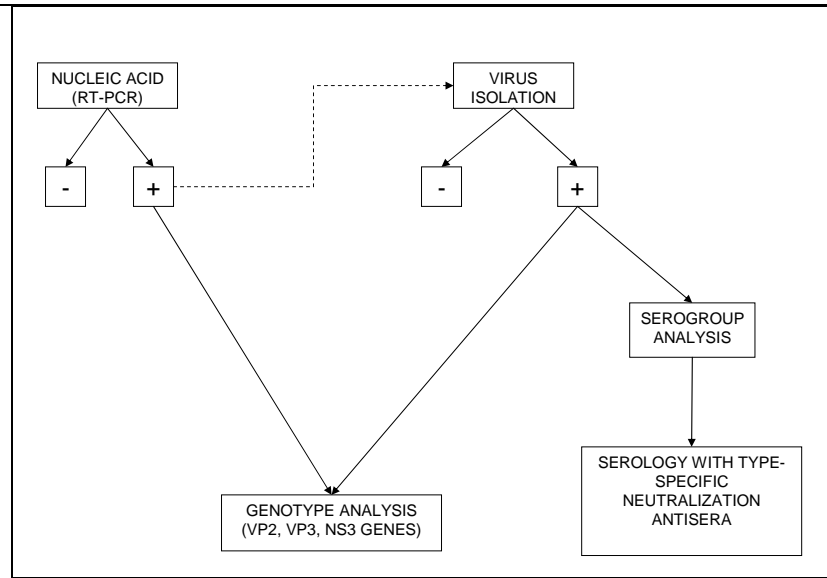 NUCLEIC ACID
(RT-PCR)
VIRUS
ISOLATION
-
+
-
+
SEROGROUP
ANALYSIS
SEROLOGY WITH TYPE-
SPECIFIC
NEUTRALIZATION
ANTISERA
GENOTYPE ANALYSIS
(VP2, VP3, NS3 GENES)